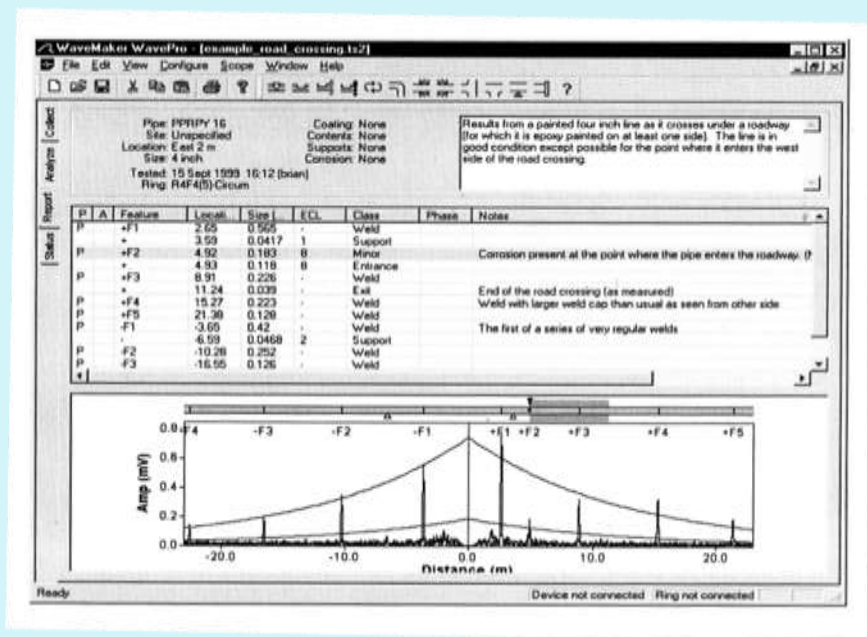 WaveMaker WavePro - [example_road_crossing.ts2]
File Edit View Configure Scope Window Help
Collect
Analyze
Report
Status
Pipe: PPRPY 16
Site: Unspecified
Location: East 2 m
Size: 4 inch
Tested: 15 Sept 1999 16:12 (brian)
Ring: R4F4(5)-Circum
Coating: None
Contents: None
Supports: None
Corrosion: None
Results from a painted four inch line as it crosses under a roadway
(for which it is epoxy painted on at least one side). The line is in
good condition except possible for the point where it enters the west
side of the road crossing.
P A Feature Locati... Size (... ECL Class Phase Notes
P +F1 2.65 0.565 - Weld
+ 3.59 0.0417 1 Support
P +F2 4.92 0.183 8 Minor Corrosion present at the point where the pipe enters the roadway.
+ 4.93 0.118 8 Entrance
P +F3 8.91 0.226 - Weld
+ 11.24 0.039 - Exit End of the road crossing (as measured)
P +F4 15.27 0.223 - Weld Weld with larger weld cap than usual as seen from other side
P +F5 21.38 0.128 - Weld
P -F1 -3.65 0.42 - Weld The first of a series of very regular welds
- -6.59 0.0468 2 Support
P -F2 -10.28 0.252 - Weld
P -F3 -16.55 0.126 - Weld
-F4 -F3 -F2 -F1 +F1 +F2 +F3 +F4 +F5
Amp (mV)
0.8
0.6
0.4
0.2
0.0
-20.0 -10.0 0.0 10.0 20.0
Distance (m)
Ready
Device not connected Ring not connected